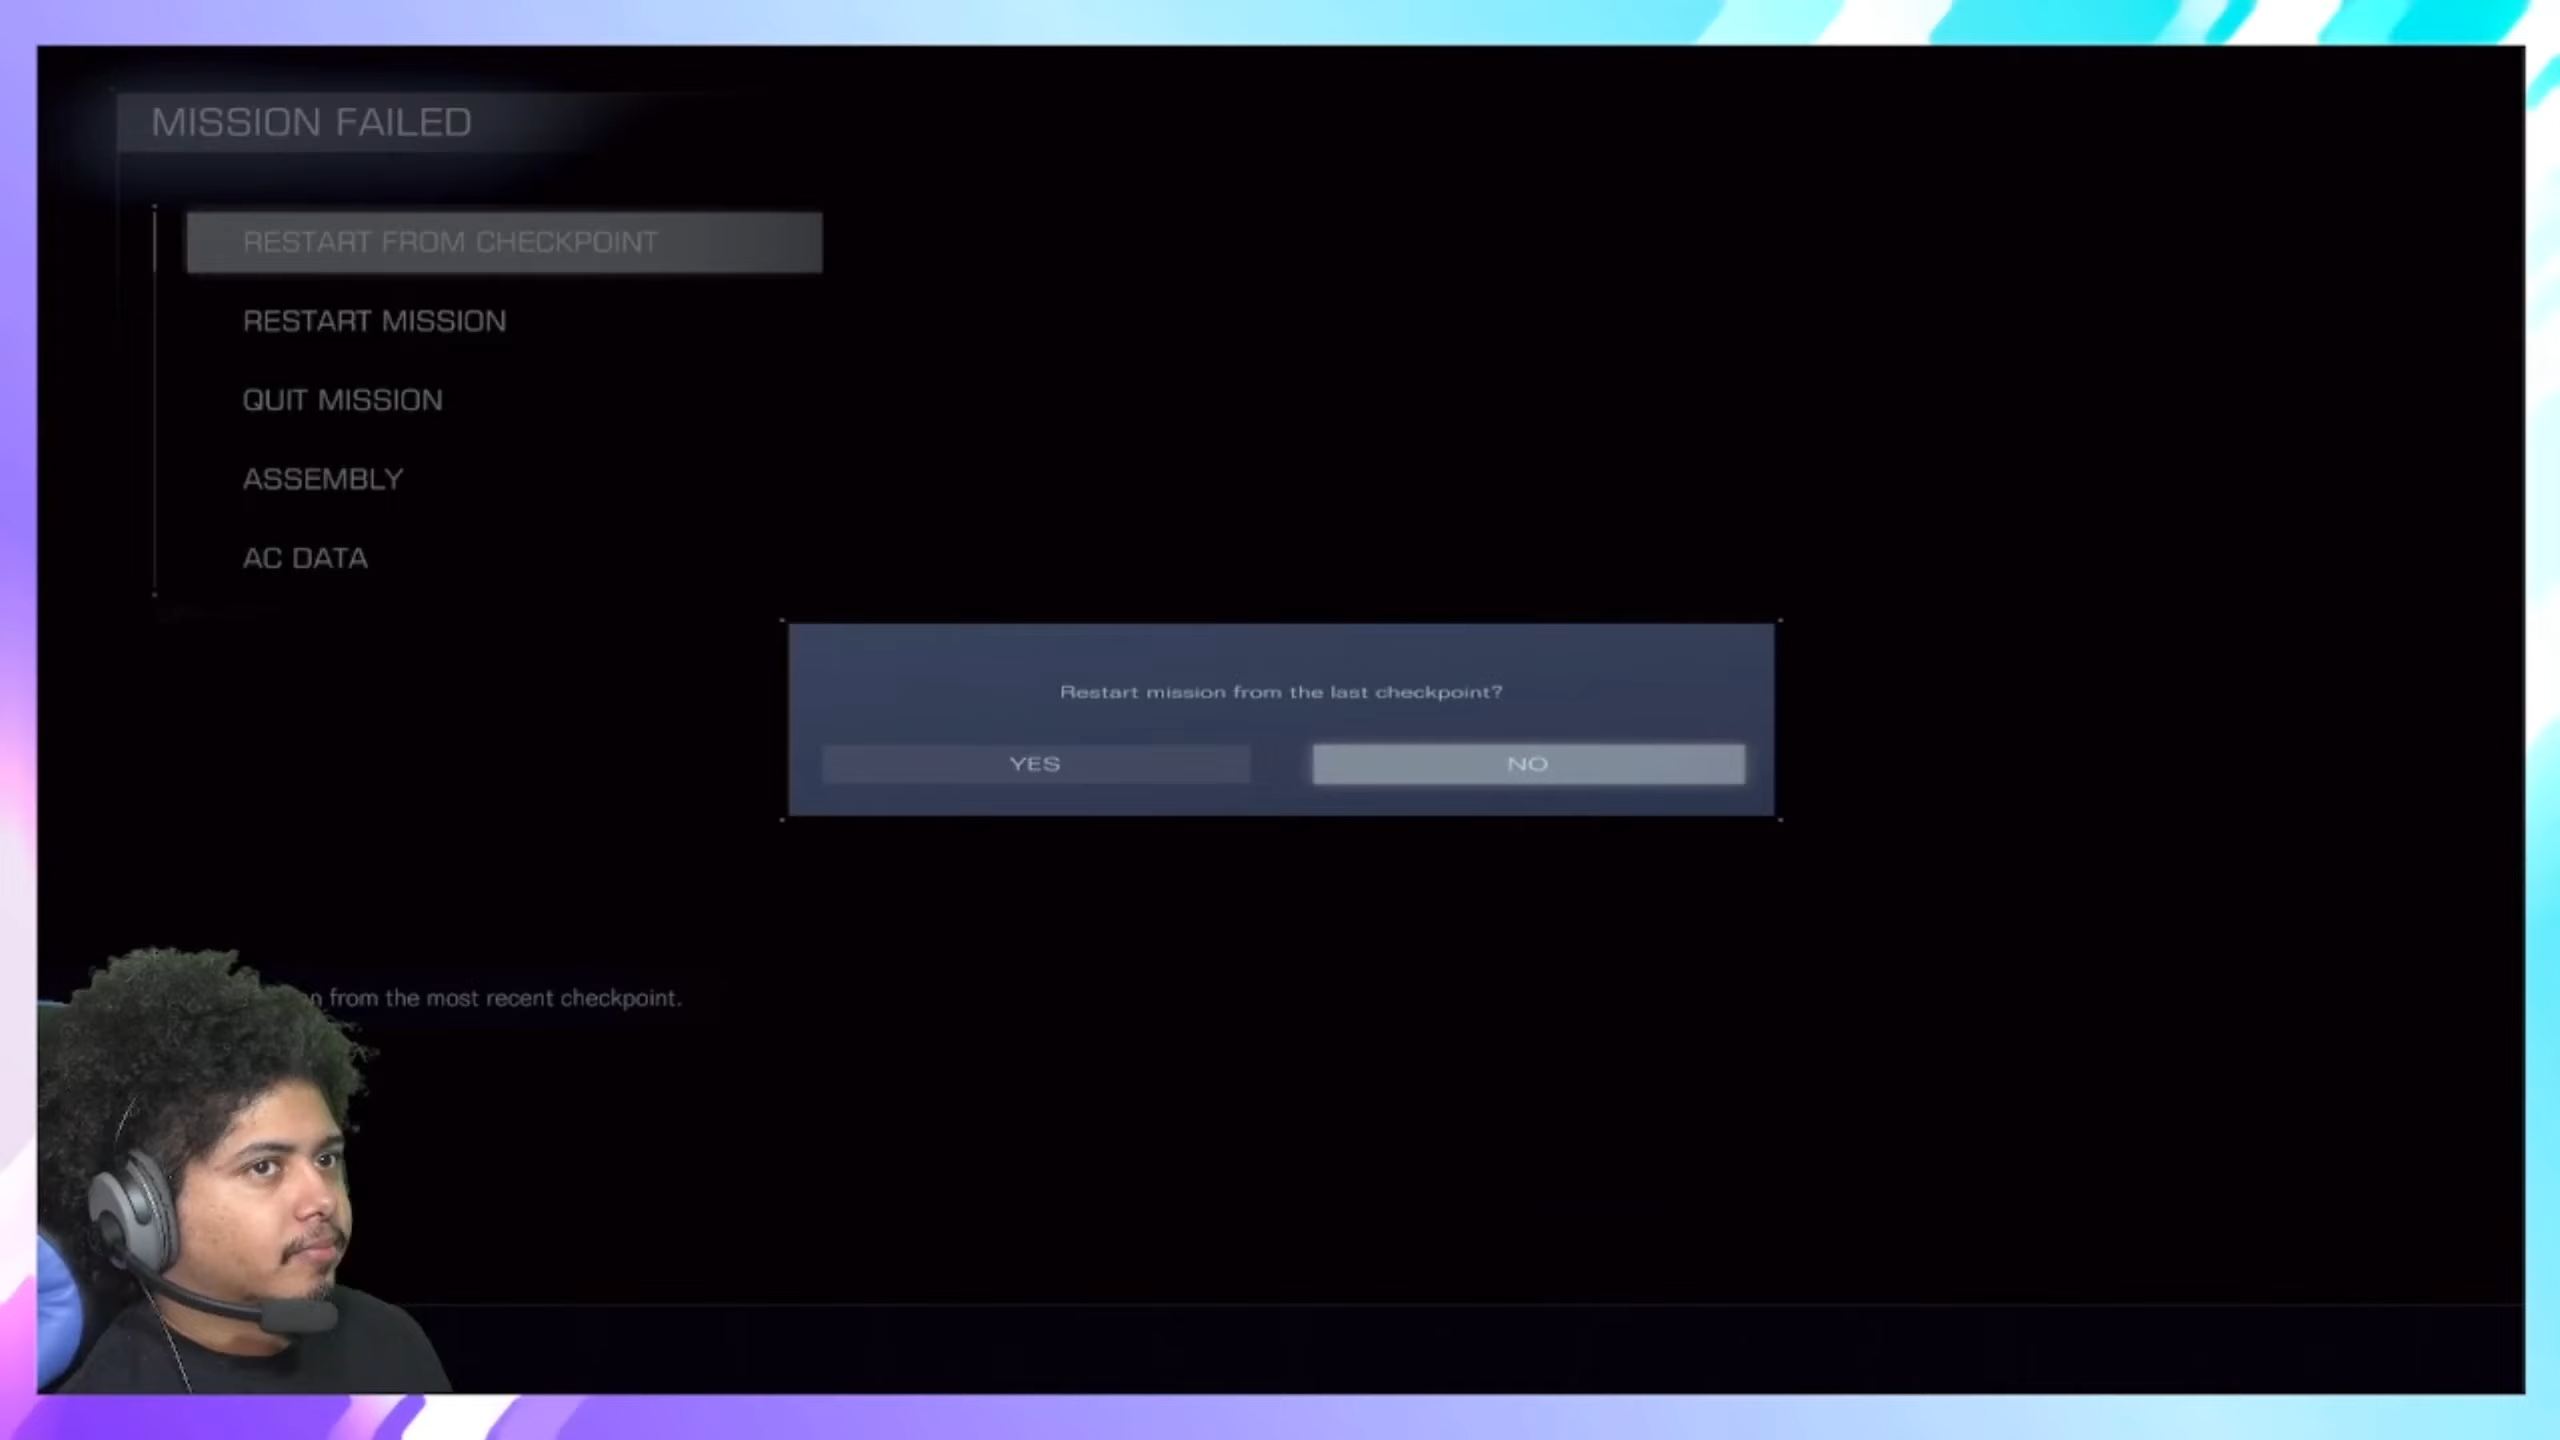 MISSION FAILED
RESTART FROM CHECKPOINT
RESTART MISSION
QUIT MISSION
ASSEMBLY
AC DATA
Restart mission from the last checkpoint?
YES NO
from the most recent checkpoint.